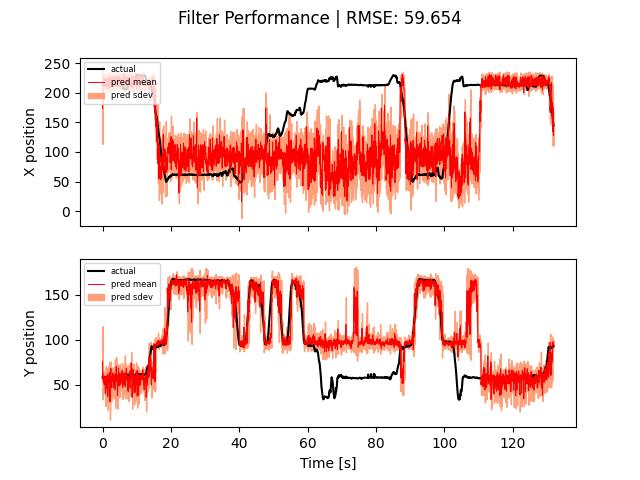 Filter Performance | RMSE: 59.654
250
200
150
100
50
0
X position
actual
pred mean
pred sdev
150
100
50
Y position
actual
pred mean
pred sdev
0 20 40 60 80 100 120
Time [s]